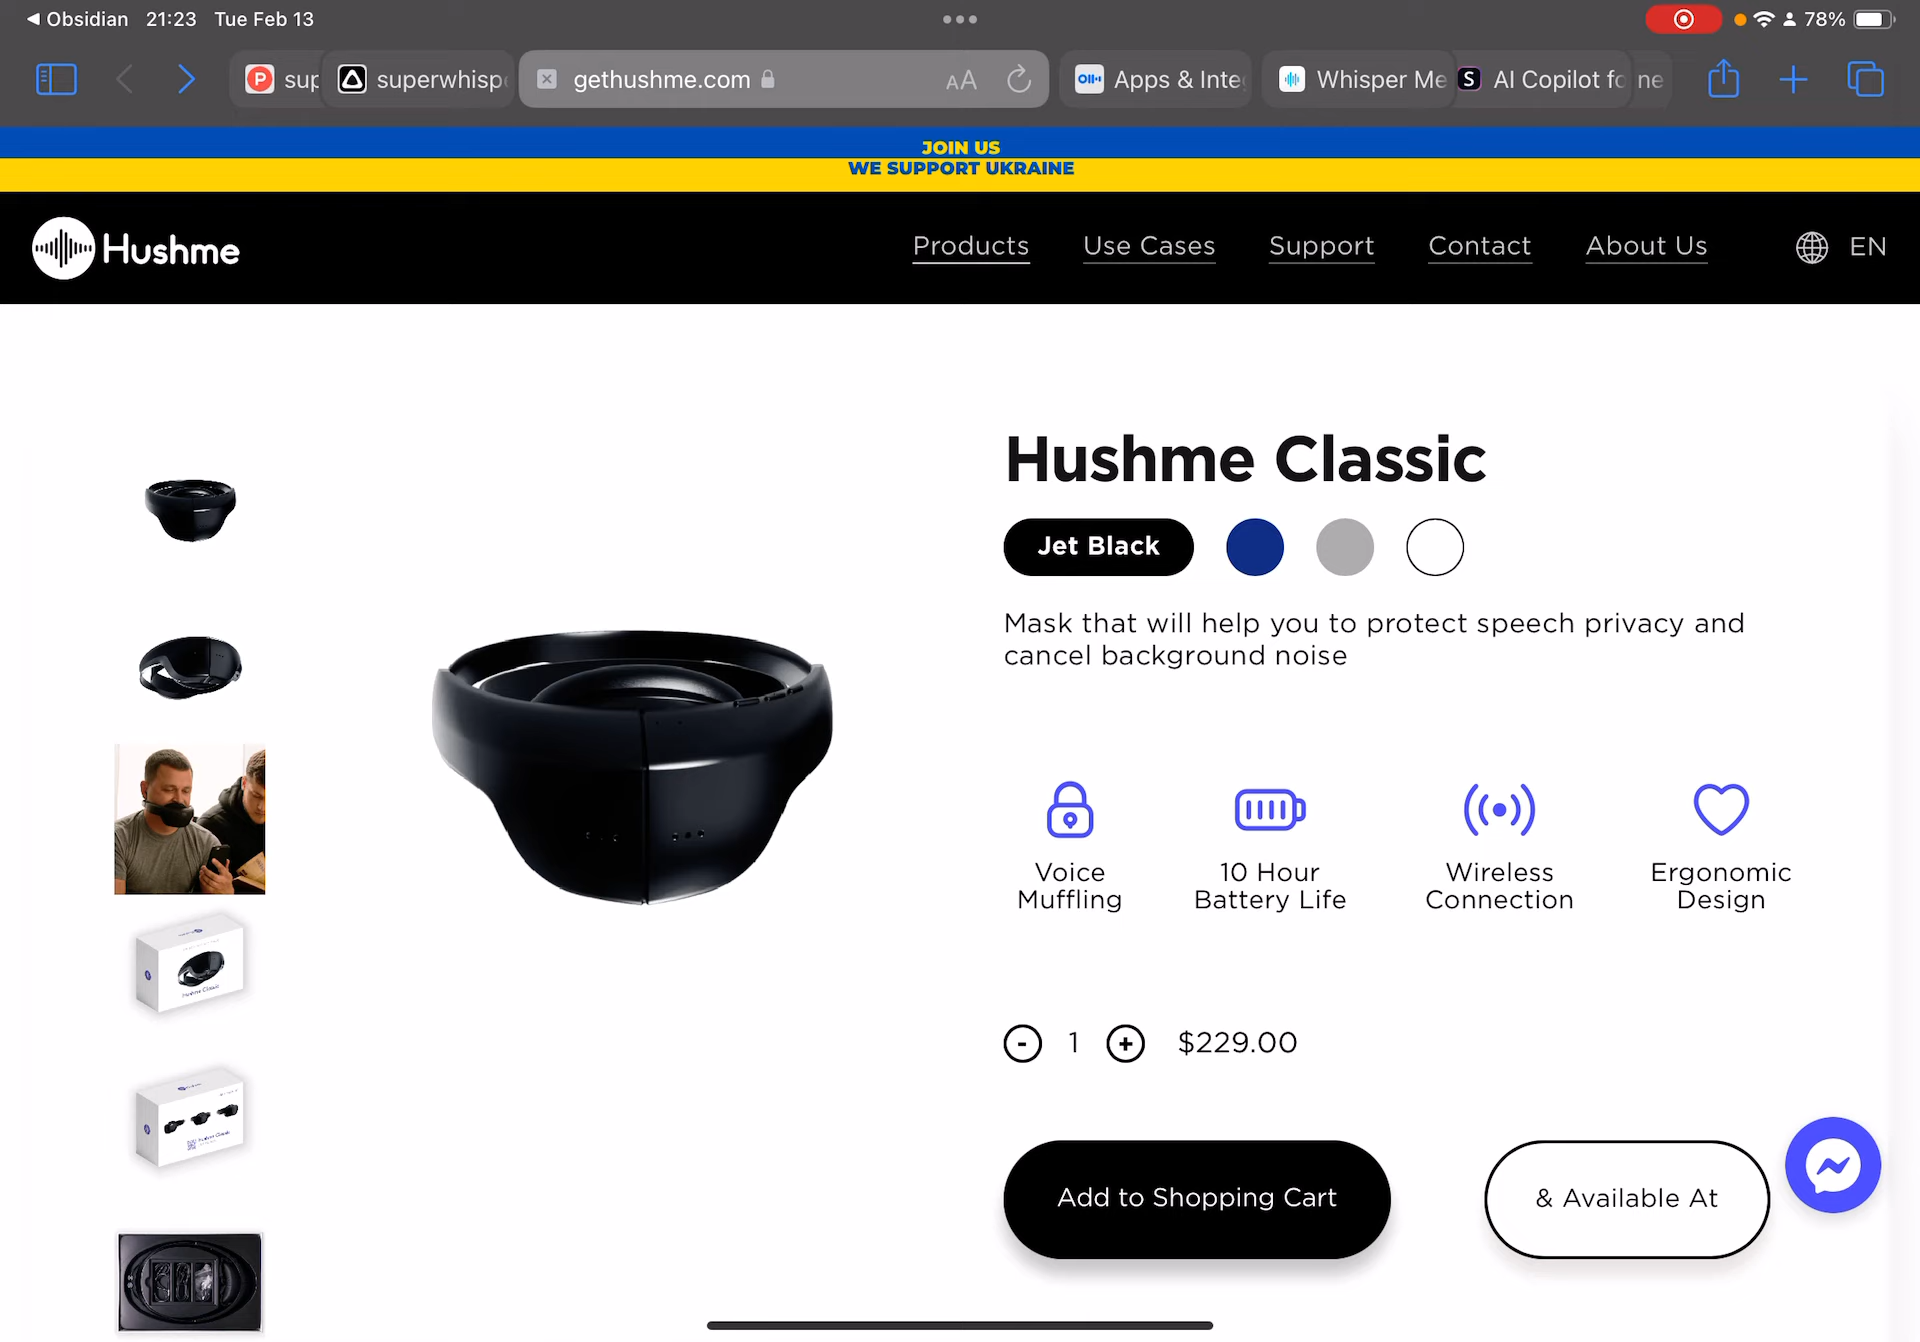 Obsidian 21:23 Tue Feb 13
78%
P sup
superwhispe
gethushme.com
AA
Apps & Inte
Whisper Me
S AI Copilot fo
ne
JOIN US
WE SUPPORT UKRAINE
Hushme
Products Use Cases Support Contact About Us EN
Hushme Classic
Jet Black
Mask that will help you to protect speech privacy and
cancel background noise
Voice
Muffling
10 Hour
Battery Life
Wireless
Connection
Ergonomic
Design
- 1 + $229.00
Add to Shopping Cart
& Available At
Hushme Classic